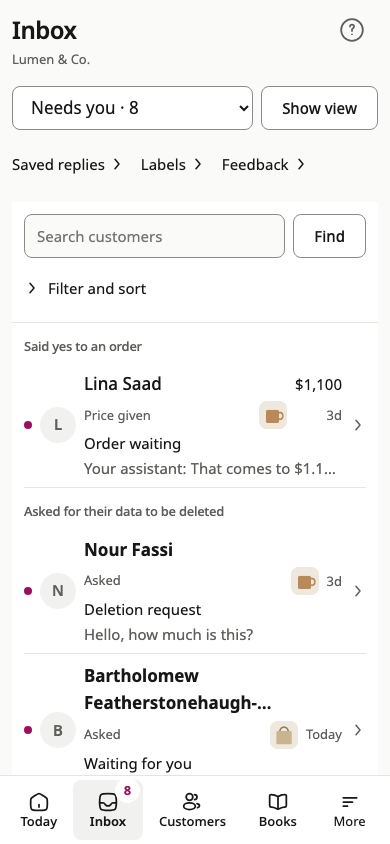 Inbox
Lumen & Co.
Needs you · 8
Show view
Saved replies
Labels
Feedback
Search customers
Find
Filter and sort
Said yes to an order
L
Lina Saad
$1,100
Price given
3d
Order waiting
Your assistant: That comes to $1.1...
Asked for their data to be deleted
N
Nour Fassi
Asked
3d
Deletion request
Hello, how much is this?
B
Bartholomew
Featherstonehaugh-...
Asked
Today
Waiting for you
Today
8
Inbox
Customers
Books
More